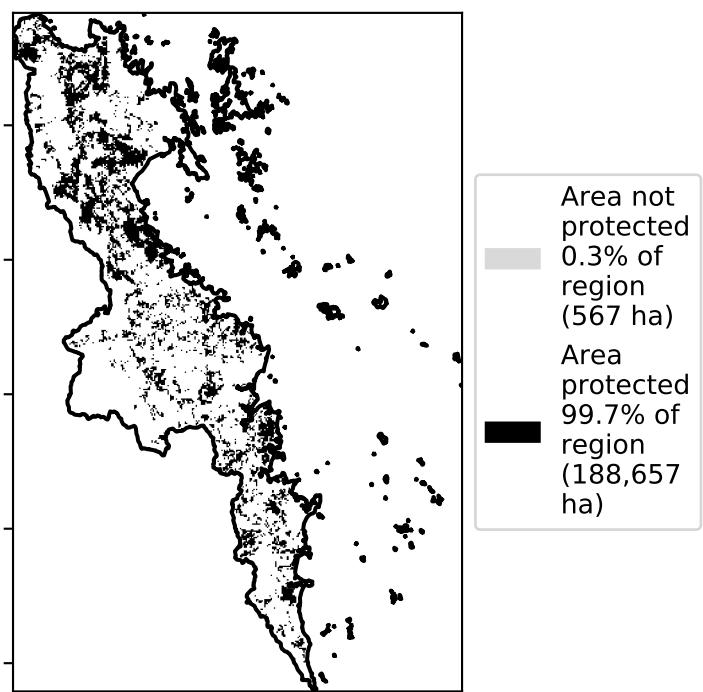 Area not
protected
0.3% of
region
(567 ha)
Area
protected
99.7% of
region
(188,657
ha)